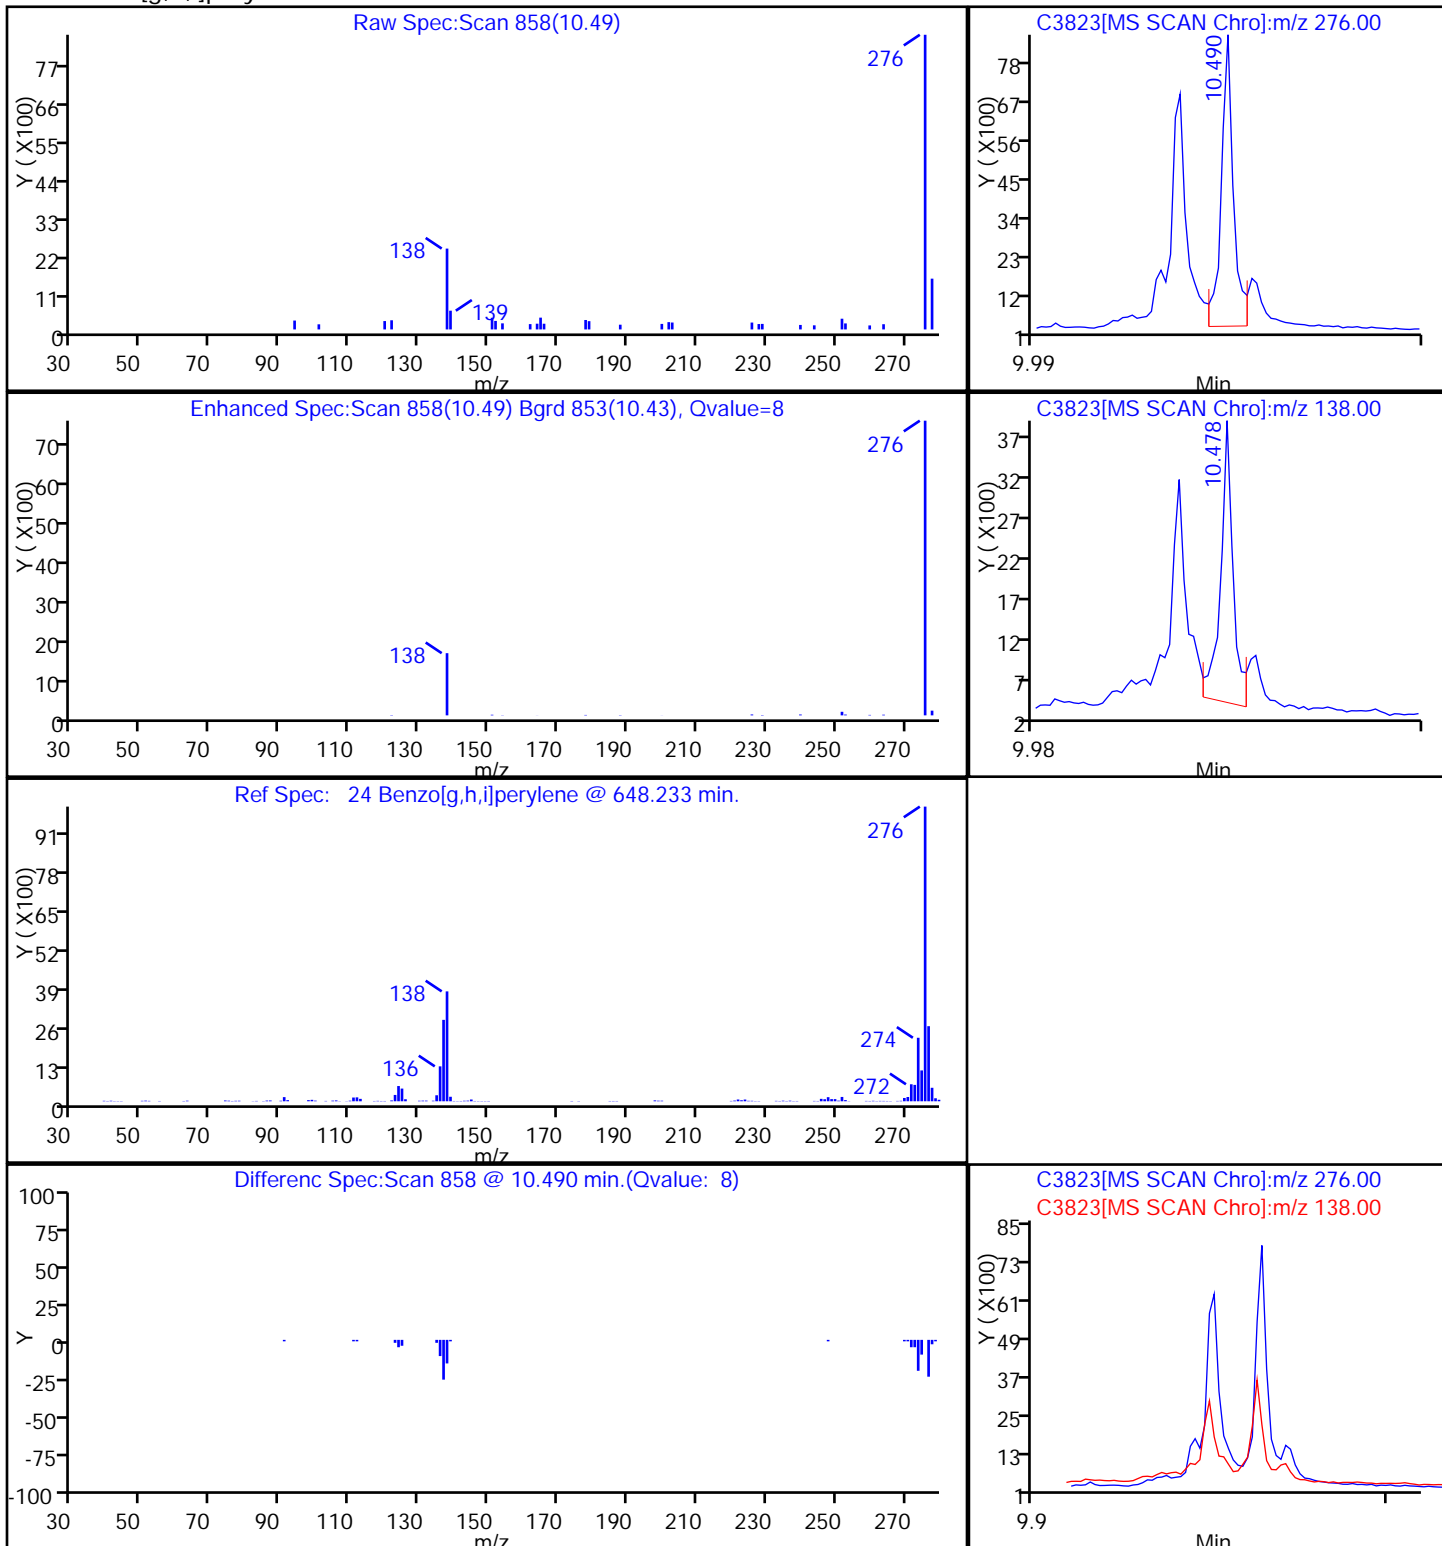 Raw Spec:Scan 858(10.49)
Y ( X100)
77
66
55
44
33
22
11
0
276
138
139
30 50 70 90 110 130 150 170 190 210 230 250 270
m/z
C3823[MS SCAN Chro]:m/z 276.00
Y ( X100)
78
67
56
45
34
23
12
1
10.490
9.99
Min
Enhanced Spec:Scan 858(10.49) Bgrd 853(10.43), Qvalue=8
Y ( X100)
70
60
50
40
30
20
10
0
276
138
30 50 70 90 110 130 150 170 190 210 230 250 270
m/z
C3823[MS SCAN Chro]:m/z 138.00
Y ( X100)
37
32
27
22
17
12
7
2
10.478
9.98
Min
Ref Spec: 24 Benzo[g,h,i]perylene @ 648.233 min.
Y ( X100)
91
78
65
52
39
26
13
0
276
138
136
274
272
30 50 70 90 110 130 150 170 190 210 230 250 270
m/z
Differenc Spec:Scan 858 @ 10.490 min.(Qvalue: 8)
Y
100
75
50
25
0
-25
-50
-75
-100
30 50 70 90 110 130 150 170 190 210 230 250 270
m/z
C3823[MS SCAN Chro]:m/z 276.00
C3823[MS SCAN Chro]:m/z 138.00
Y ( X100)
85
73
61
49
37
25
13
1
9.9
Min